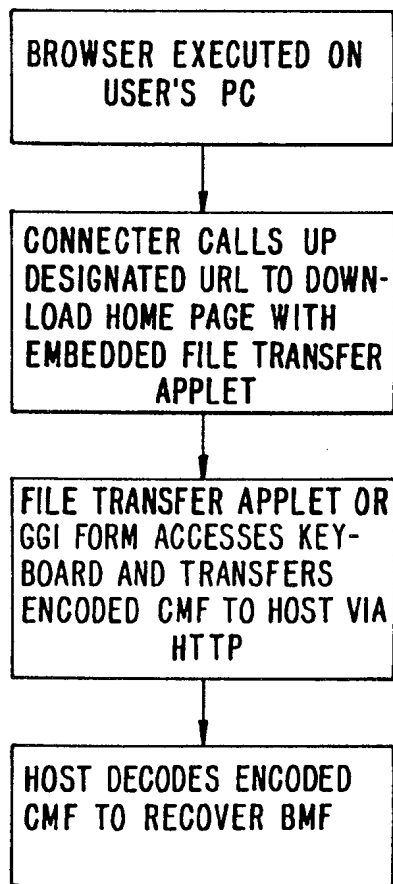 BROWSER EXECUTED ON
USER'S PC
CONNECTER CALLS UP
DESIGNATED URL TO DOWN-
LOAD HOME PAGE WITH
EMBEDDED FILE TRANSFER
APPLET
FILE TRANSFER APPLET OR
GGI FORM ACCESSES KEY-
BOARD AND TRANSFERS
ENCODED CMF TO HOST VIA
HTTP
HOST DECODES ENCODED
CMF TO RECOVER BMF